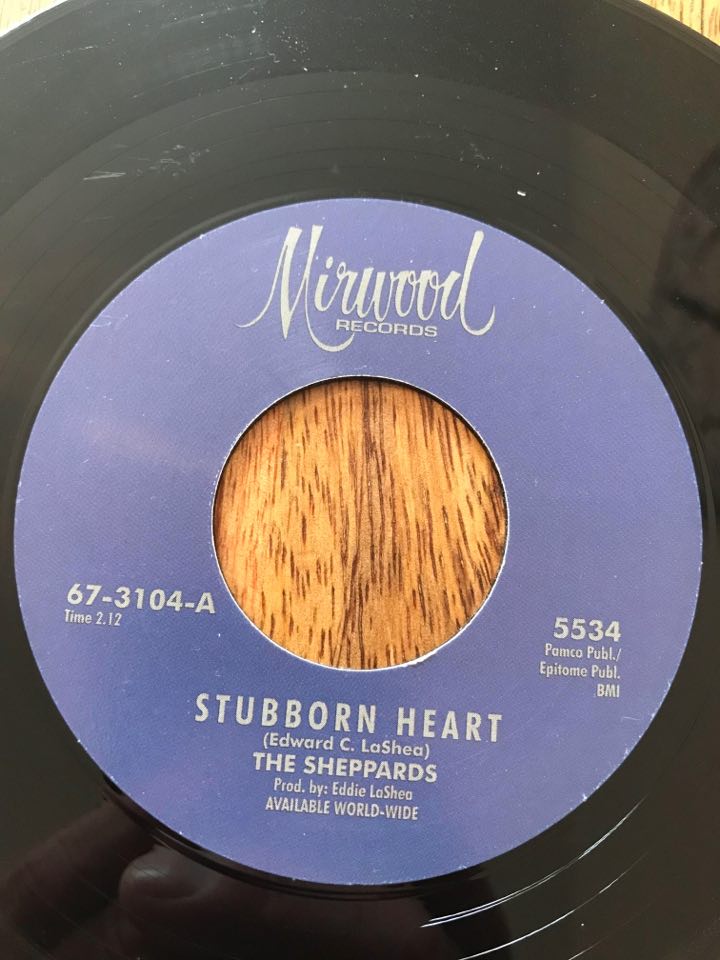 Mirwood
RECORDS
67-3104-A
Time 2.12
5534
Pamco Publ./
Epitome Publ.
BMI
STUBBORN HEART
(Edward C. LaShea)
THE SHEPPARDS
Prod. by: Eddie LaShea
AVAILABLE WORLD-WIDE